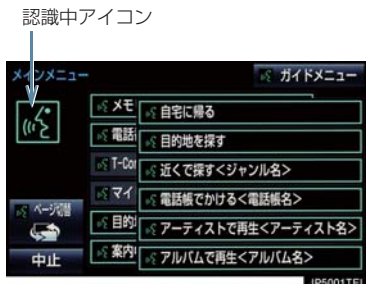 認識中アイコン
メインメニュー
ガイドメニュー
メモ
自宅に帰る
電話
目的地を探す
T-Con
近くで探す<ジャンル名>
マイ
電話帳でかける<電話帳名>
ページ切替
目的
アーティストで再生<アーティスト名>
中止
案内
アルバムで再生<アルバム名>
IP5001TEI